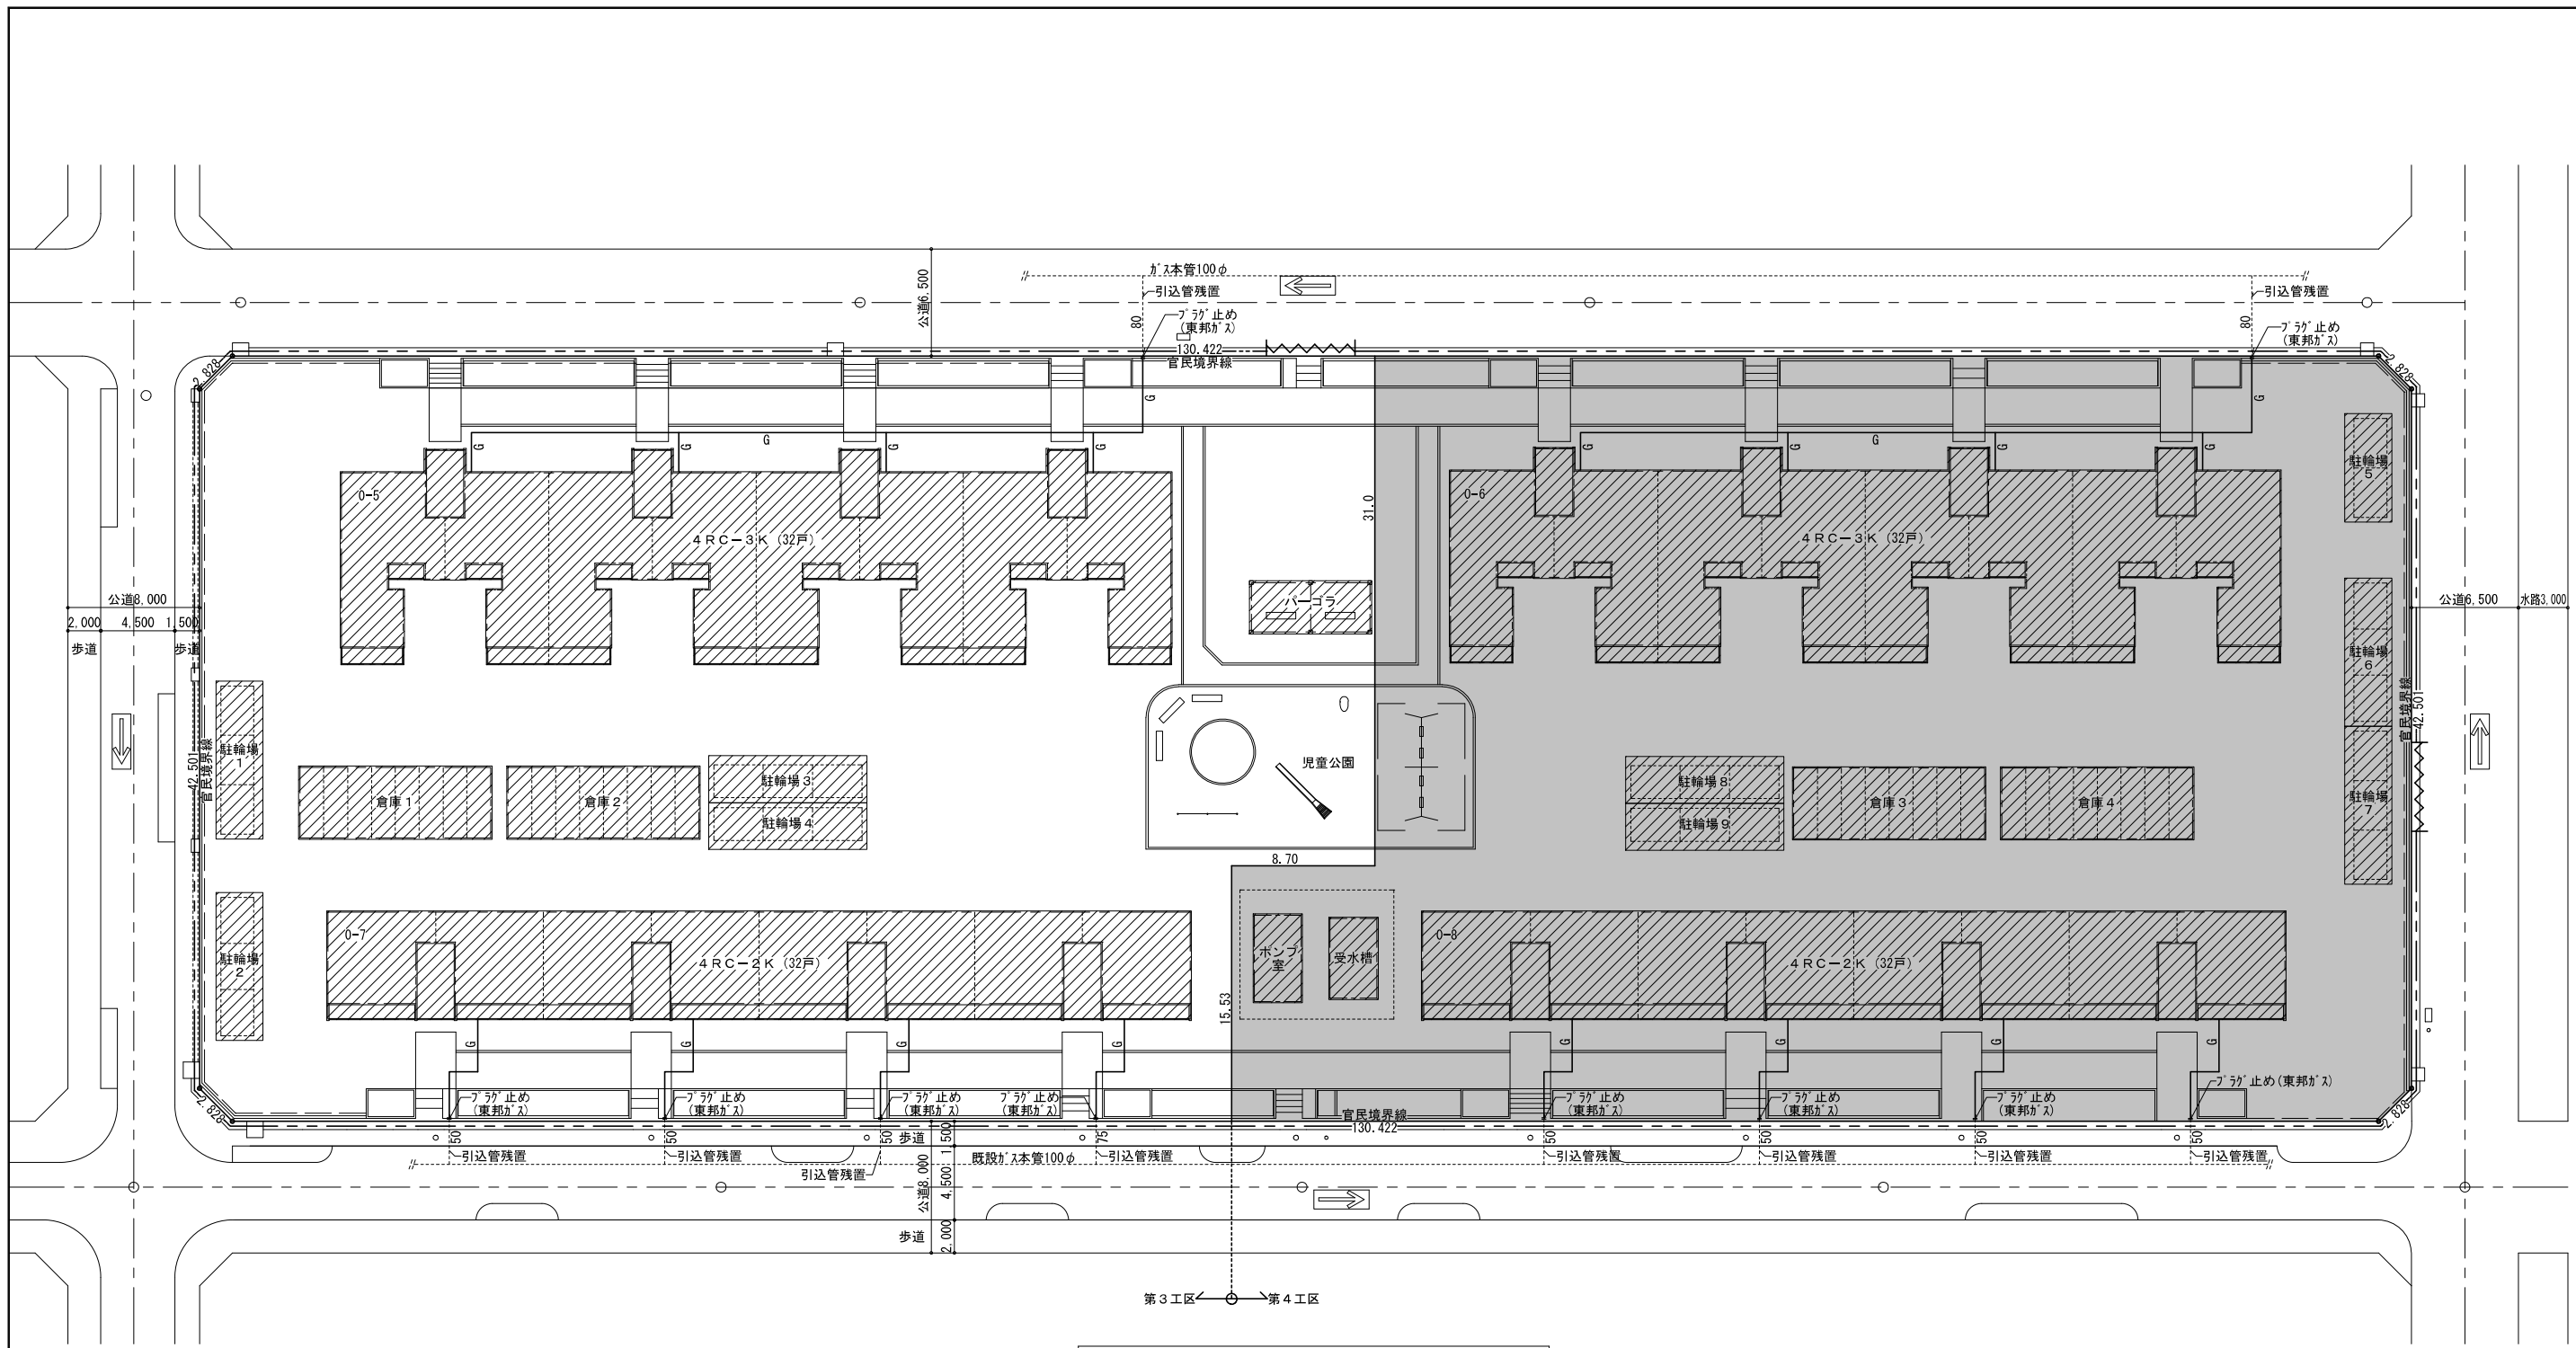 ｶﾞｽ本管100φ
公道6,500
引込管残置
80
ﾌﾟﾗｸﾞ止め
(東邦ｶﾞｽ)
引込管残置
80
ﾌﾟﾗｸﾞ止め
(東邦ｶﾞｽ)
130.422
官民境界線
2,828
2,828
G
G
G
G
G
G
G
G
G
G
G
G
0-5
4RC-3K (32戸)
0-6
4RC-3K (32戸)
31.0
パーゴラ
駐輪場
5
駐輪場
6
駐輪場
7
公道8,000
2,000
4,500
1,500
歩道
歩道
公道6,500
水路3,000
42.501
官民境界線
官民境界線
42.501
駐輪場
1
倉庫1
倉庫2
駐輪場3
駐輪場4
児童公園
駐輪場8
駐輪場9
倉庫3
倉庫4
8.70
駐輪場
2
0-7
4RC-2K (32戸)
ポンプ
室
受水槽
15.53
0-8
4RC-2K (32戸)
G
G
G
G
G
G
G
G
ﾌﾟﾗｸﾞ止め
(東邦ｶﾞｽ)
ﾌﾟﾗｸﾞ止め
(東邦ｶﾞｽ)
ﾌﾟﾗｸﾞ止め
(東邦ｶﾞｽ)
ﾌﾟﾗｸﾞ止め
(東邦ｶﾞｽ)
ﾌﾟﾗｸﾞ止め
(東邦ｶﾞｽ)
ﾌﾟﾗｸﾞ止め
(東邦ｶﾞｽ)
ﾌﾟﾗｸﾞ止め
(東邦ｶﾞｽ)
ﾌﾟﾗｸﾞ止め(東邦ｶﾞｽ)
2,828
官民境界線
130.422
2,828
50
50
50
75
50
50
50
50
歩道
1,500
引込管残置
引込管残置
引込管残置
既設ｶﾞｽ本管100φ
引込管残置
引込管残置
引込管残置
引込管残置
引込管残置
公道8,000
4,500
歩道
2,000
第3工区
第4工区